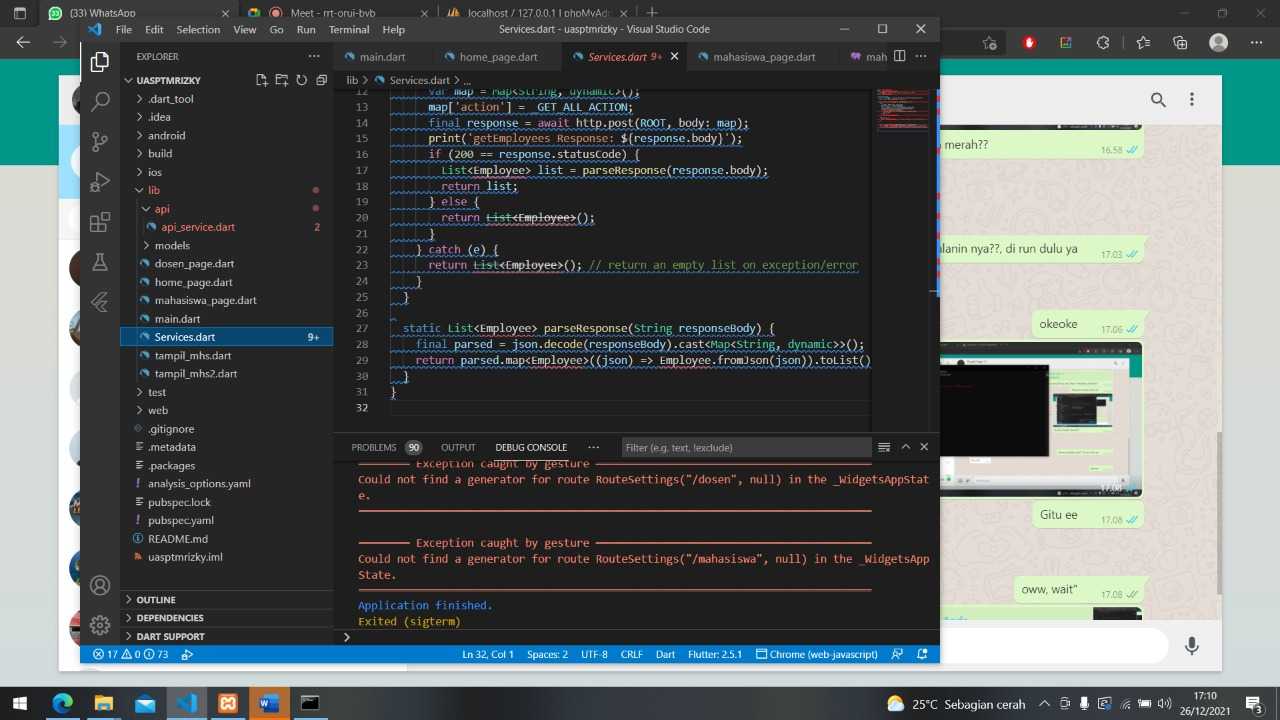 (33) WhatsApp
localhost / 127.0.0.1 | phpMyAdm
File Edit Selection View Go Run Terminal Help
Services.dart - uasptmrizky - Visual Studio Code
EXPLORER
UASPTMRIZKY
.dart_tool
.idea
android
build
ios
lib
api
api_service.dart 2
models
dosen_page.dart
home_page.dart
mahasiswa_page.dart
main.dart
Services.dart 9+
tampil_mhs.dart
tampil_mhs2.dart
test
web
.gitignore
.metadata
.packages
analysis_options.yaml
pubspec.lock
pubspec.yaml
README.md
uasptmrizky.iml
OUTLINE
DEPENDENCIES
DART SUPPORT
main.dart home_page.dart Services.dart 9+ mahasiswa_page.dart mah
lib > Services.dart > ...
12 var map = Map<String, dynamic>();
13 map['action'] = _GET_ALL_ACTION;
14 final response = await http.post(ROOT, body: map);
15 print('getEmployees Response: ${response.body}');
16 if (200 == response.statusCode) {
17 List<Employee> list = parseResponse(response.body);
18 return list;
19 } else {
20 return List<Employee>();
21 }
22 } catch (e) {
23 return List<Employee>(); // return an empty list on exception/error
24 }
25 }
26
27 static List<Employee> parseResponse(String responseBody) {
28 final parsed = json.decode(responseBody).cast<Map<String, dynamic>>();
29 return parsed.map<Employee>((json) => Employee.fromJson(json)).toList()
30 }
31 }
32
PROBLEMS 90 OUTPUT DEBUG CONSOLE ... Filter (e.g. text, !exclude)
Exception caught by gesture
Could not find a generator for route RouteSettings("/dosen", null) in the _WidgetsAppStat
e.
Exception caught by gesture
Could not find a generator for route RouteSettings("/mahasiswa", null) in the _WidgetsApp
State.
Application finished.
Exited (sigterm)
17 0 73
Ln 32, Col 1 Spaces: 2 UTF-8 CRLF Dart Flutter: 2.5.1 Chrome (web-javascript)
merah??
16.58
alanin nya??, di run dulu ya
17.03
okeoke
17.06
17.08
Gitu ee
17.08
oww, wait"
17.08
25°C Sebagian cerah
17:10
26/12/2021
3